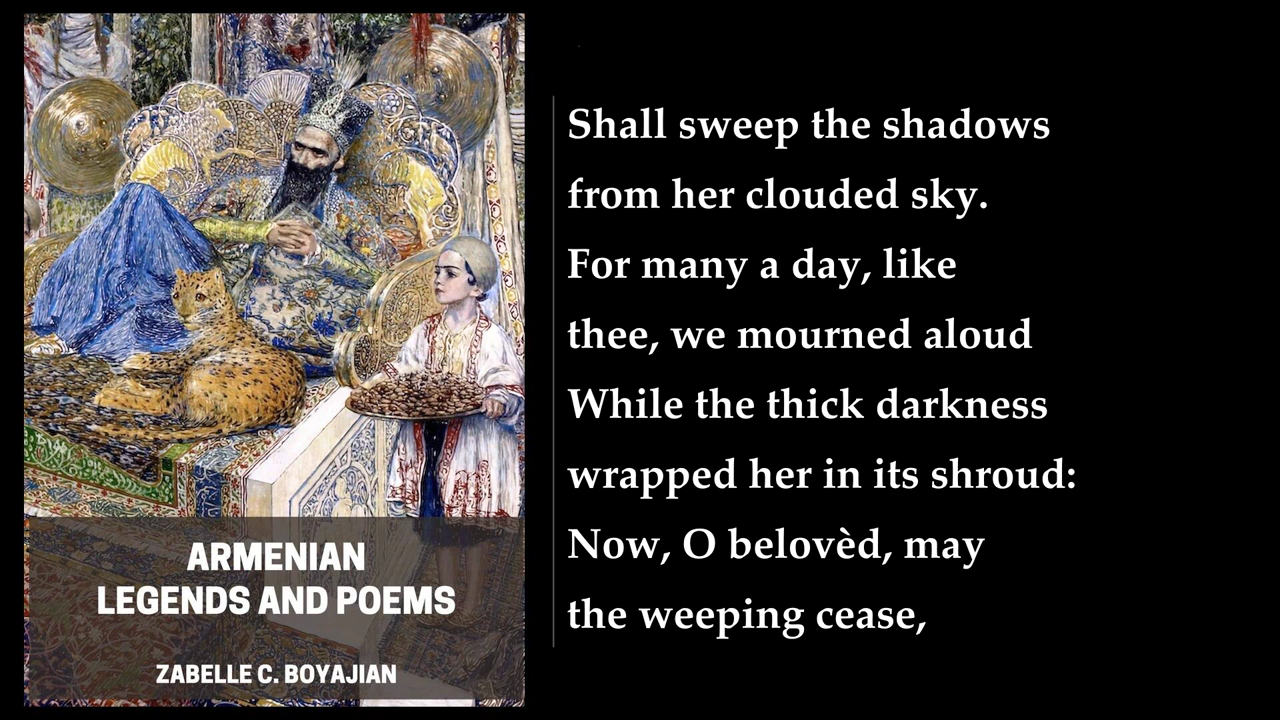 ARMENIAN
LEGENDS AND POEMS
ZABELLE C. BOYAJIAN
Shall sweep the shadows
from her clouded sky.
For many a day, like
thee, we mourned aloud
While the thick darkness
wrapped her in its shroud:
Now, O belovèd, may
the weeping cease,